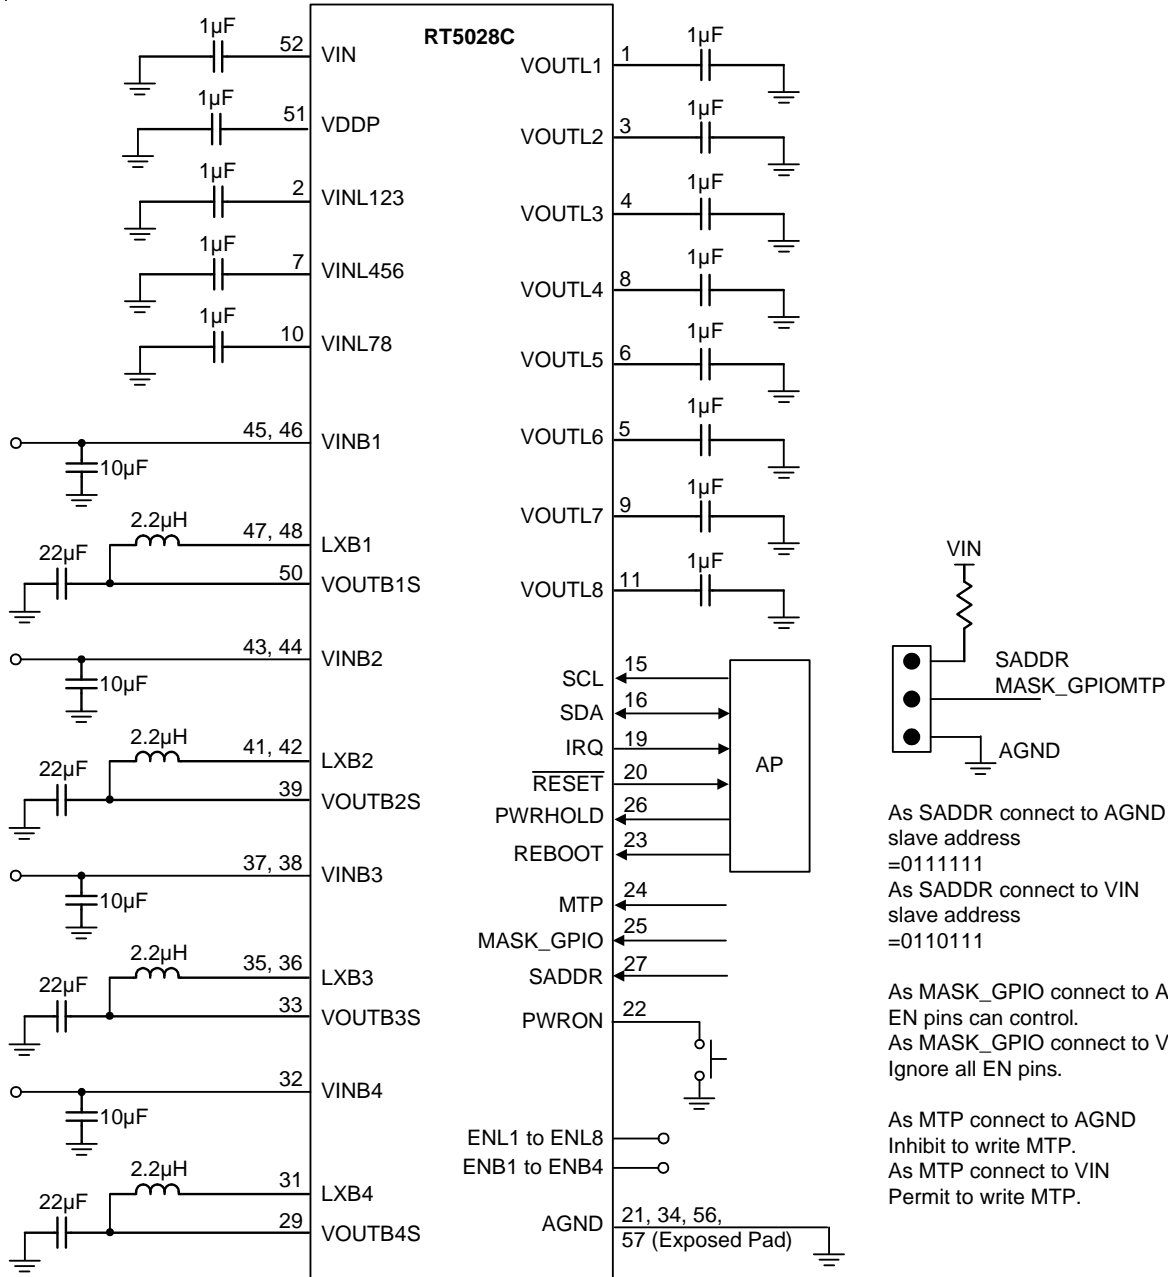 RT5028C
1µF
52
VIN
1µF
51
VDDP
1µF
2
VINL123
1µF
7
VINL456
1µF
10
VINL78
45, 46
VINB1
10µF
2.2µH
47, 48
LXB1
22µF
50
VOUTB1S
43, 44
VINB2
10µF
2.2µH
41, 42
LXB2
22µF
39
VOUTB2S
37, 38
VINB3
10µF
2.2µH
35, 36
LXB3
22µF
33
VOUTB3S
32
VINB4
10µF
2.2µH
31
LXB4
22µF
29
VOUTB4S
VOUTL1
1
1µF
VOUTL2
3
1µF
VOUTL3
4
1µF
VOUTL4
8
1µF
VOUTL5
6
1µF
VOUTL6
5
1µF
VOUTL7
9
1µF
VOUTL8
11
1µF
SCL
15
SDA
16
IRQ
19
RESET
20
PWRHOLD
26
REBOOT
23
AP
MTP
24
MASK_GPIO
25
SADDR
27
PWRON
22
ENL1 to ENL8
ENB1 to ENB4
AGND
21, 34, 56,
57 (Exposed Pad)
VIN
SADDR
MASK_GPIOMTP
AGND
As SADDR connect to AGND
slave address
=0111111
As SADDR connect to VIN
slave address
=0110111
As MASK_GPIO connect to A
EN pins can control.
As MASK_GPIO connect to V
Ignore all EN pins.
As MTP connect to AGND
Inhibit to write MTP.
As MTP connect to VIN
Permit to write MTP.